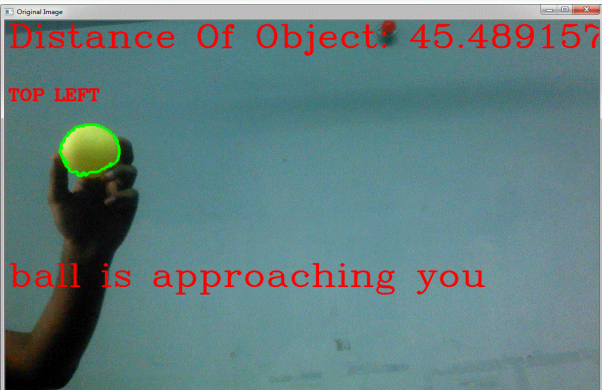 Original Image
Distance Of Object: 45.489157
TOP LEFT
ball is approaching you